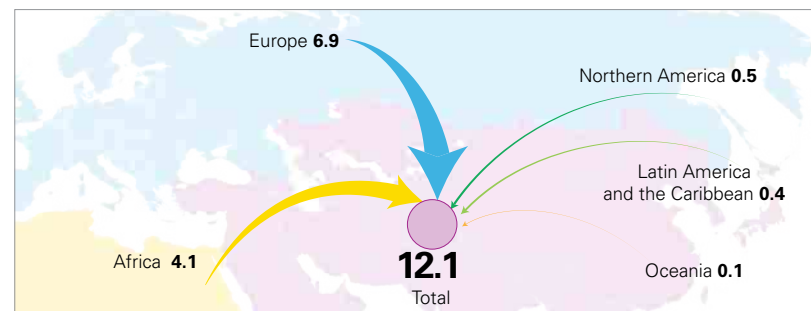 Europe 6.9
Northern America 0.5
Latin America
and the Caribbean 0.4
Africa 4.1
12.1
Total
Oceania 0.1